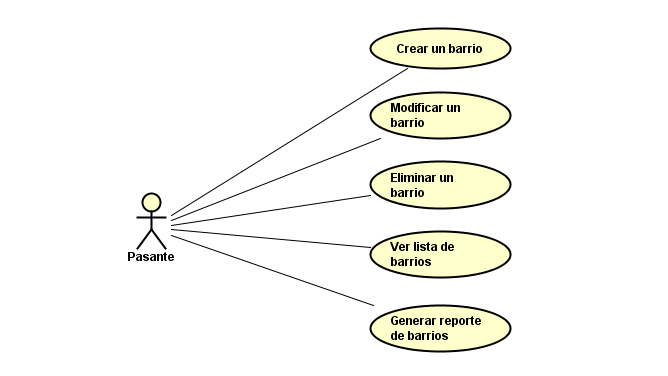 Crear un barrio
Modificar un
barrio
Eliminar un
barrio
Pasante
Ver lista de
barrios
Generar reporte
de barrios